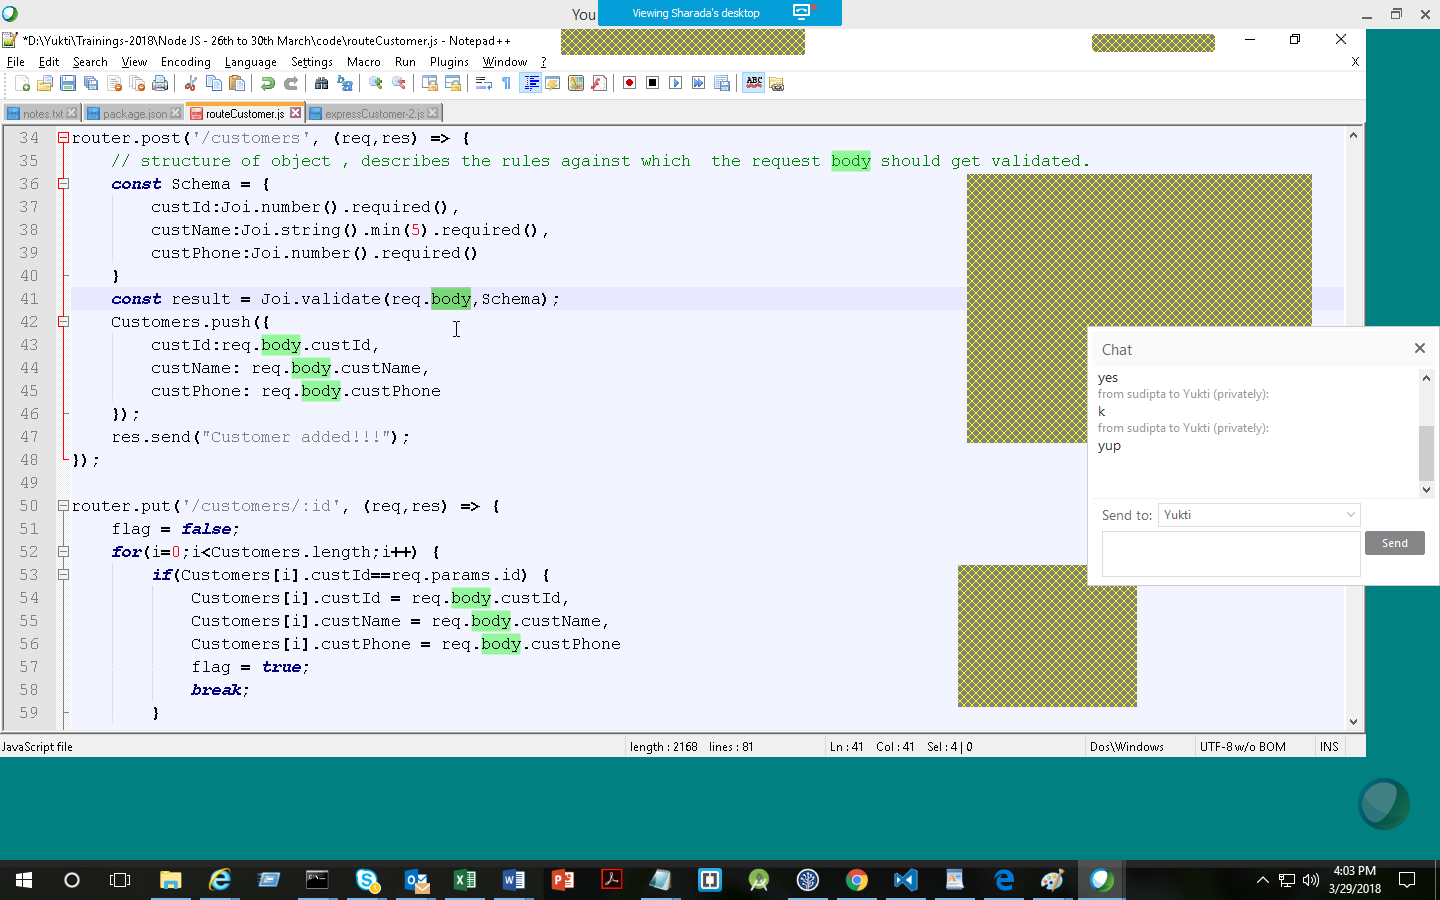 You
Viewing Sharada's desktop
*D:\Yukti\Trainings-2018\Node JS - 26th to 30th March\code\routeCustomer.js - Notepad++
File Edit Search View Encoding Language Settings Macro Run Plugins Window ? X
notes.txt package.json routeCustomer.js expressCustomer-2.js
34 router.post('/customers', (req,res) => {
35 // structure of object , describes the rules against which  the request body should get validated.
36 const Schema = {
37 custId:Joi.number().required(),
38 custName:Joi.string().min(5).required(),
39 custPhone:Joi.number().required()
40 }
41 const result = Joi.validate(req.body,Schema);
42 Customers.push({
43 custId:req.body.custId,
44 custName: req.body.custName,
45 custPhone: req.body.custPhone
46 });
47 res.send("Customer added!!!");
48 });
49
50 router.put('/customers/:id', (req,res) => {
51 flag = false;
52 for(i=0;i<Customers.length;i++) {
53 if(Customers[i].custId==req.params.id) {
54 Customers[i].custId = req.body.custId,
55 Customers[i].custName = req.body.custName,
56 Customers[i].custPhone = req.body.custPhone
57 flag = true;
58 break;
59 }
Chat
yes
from sudipta to Yukti (privately):
k
from sudipta to Yukti (privately):
yup
Send to: Yukti
Send
JavaScript file length : 2168 lines : 81 Ln : 41 Col : 41 Sel : 4 | 0 Dos\Windows UTF-8 w/o BOM INS
4:03 PM
3/29/2018